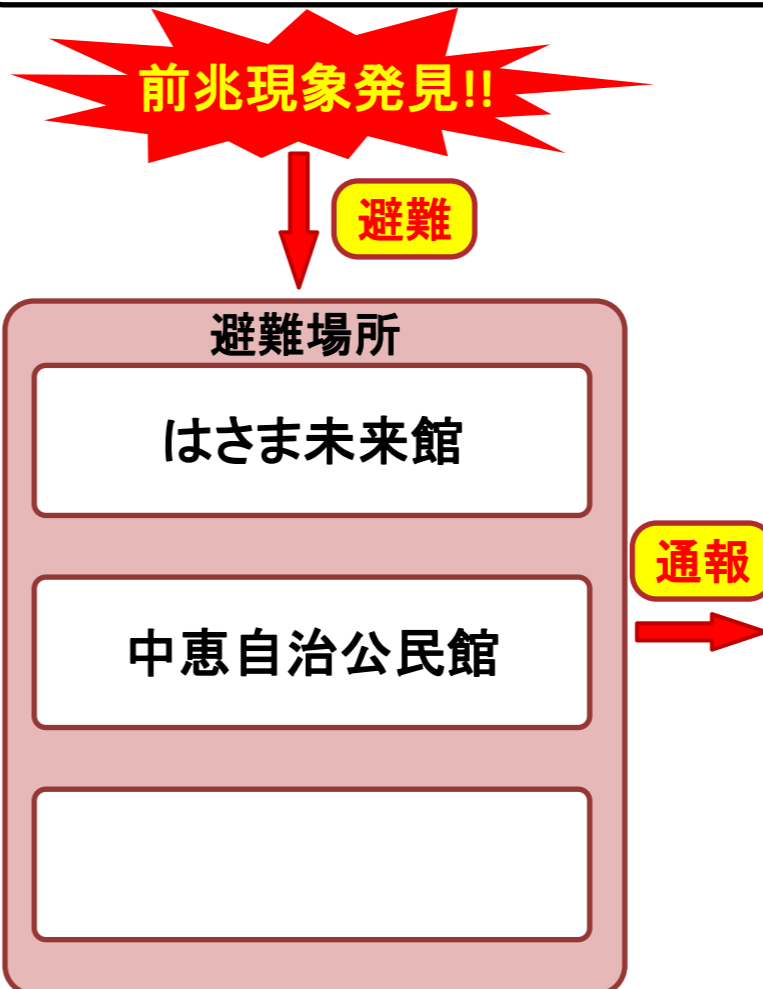 前兆現象発見!!
避難
避難場所
はさま未来館
通報
中恵自治公民館